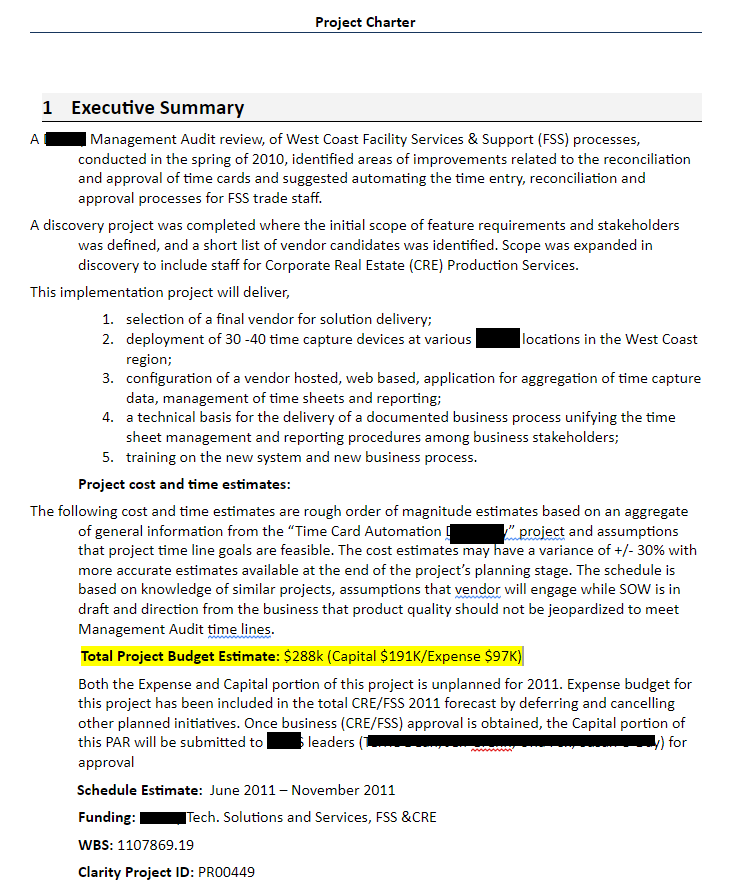 Project Charter
1 Executive Summary
A Management Audit review, of West Coast Facility Services & Support (FSS) processes,
conducted in the spring of 2010, identified areas of improvements related to the reconciliation
and approval of time cards and suggested automating the time entry, reconciliation and
approval processes for FSS trade staff.
A discovery project was completed where the initial scope of feature requirements and stakeholders
was defined, and a short list of vendor candidates was identified. Scope was expanded in
discovery to include staff for Corporate Real Estate (CRE) Production Services.
This implementation project will deliver,
1. selection of a final vendor for solution delivery;
2. deployment of 30 -40 time capture devices at various locations in the West Coast
region;
3. configuration of a vendor hosted, web based, application for aggregation of time capture
data, management of time sheets and reporting;
4. a technical basis for the delivery of a documented business process unifying the time
sheet management and reporting procedures among business stakeholders;
5. training on the new system and new business process.
Project cost and time estimates:
The following cost and time estimates are rough order of magnitude estimates based on an aggregate
of general information from the “Time Card Automation ” project and assumptions
that project time line goals are feasible. The cost estimates may have a variance of +/- 30% with
more accurate estimates available at the end of the project’s planning stage. The schedule is
based on knowledge of similar projects, assumptions that vendor will engage while SOW is in
draft and direction from the business that product quality should not be jeopardized to meet
Management Audit time lines.
Total Project Budget Estimate: $288k (Capital $191K/Expense $97K)
Both the Expense and Capital portion of this project is unplanned for 2011. Expense budget for
this project has been included in the total CRE/FSS 2011 forecast by deferring and cancelling
other planned initiatives. Once business (CRE/FSS) approval is obtained, the Capital portion of
this PAR will be submitted to leaders ( ) for
approval
Schedule Estimate: June 2011 – November 2011
Funding: Tech. Solutions and Services, FSS &CRE
WBS: 1107869.19
Clarity Project ID: PR00449